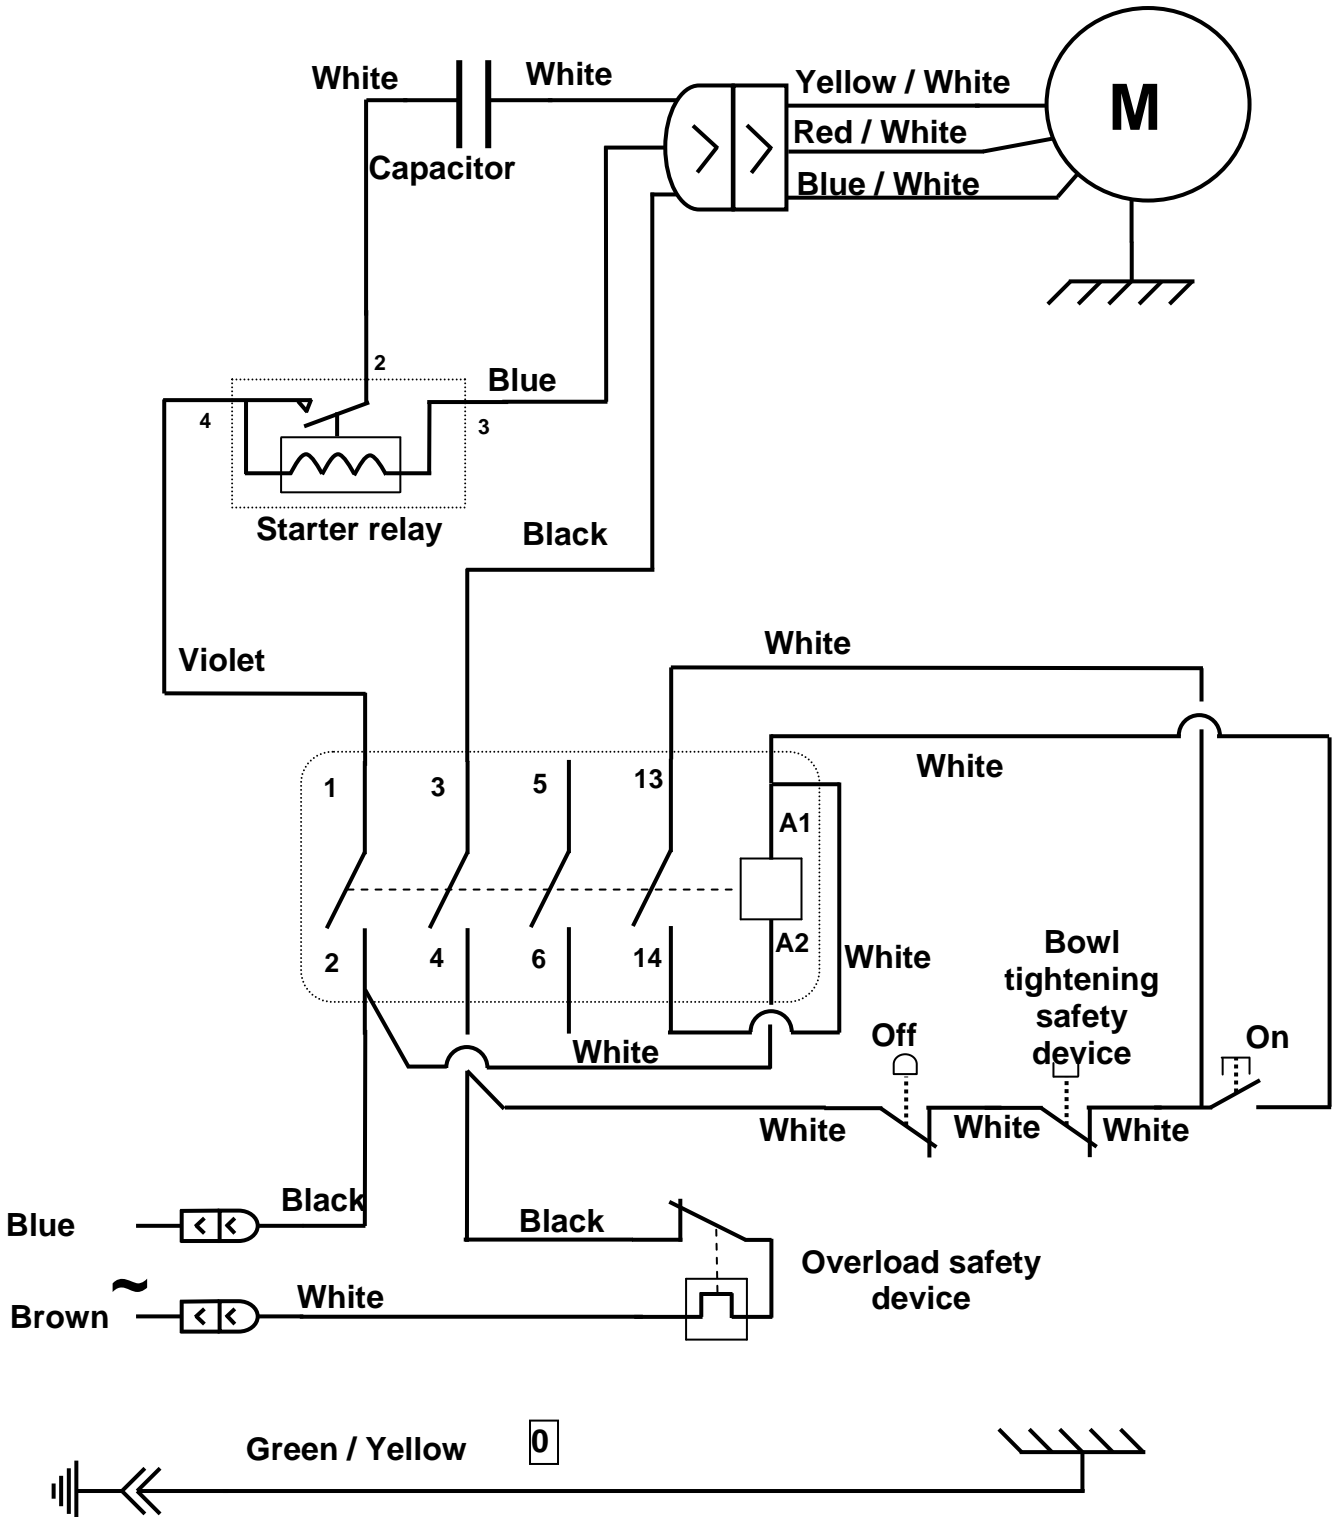 White
White
Yellow / White
M
Red / White
Capacitor
Blue / White
2
Blue
4
3
Starter relay
Black
White
Violet
White
1
3
5
13
A1
2
4
6
14
A2
White
Bowl
tightening
safety
device
Off
On
White
White
White
White
Black
Blue
Black
Overload safety
device
~
Brown
White
Green / Yellow
0